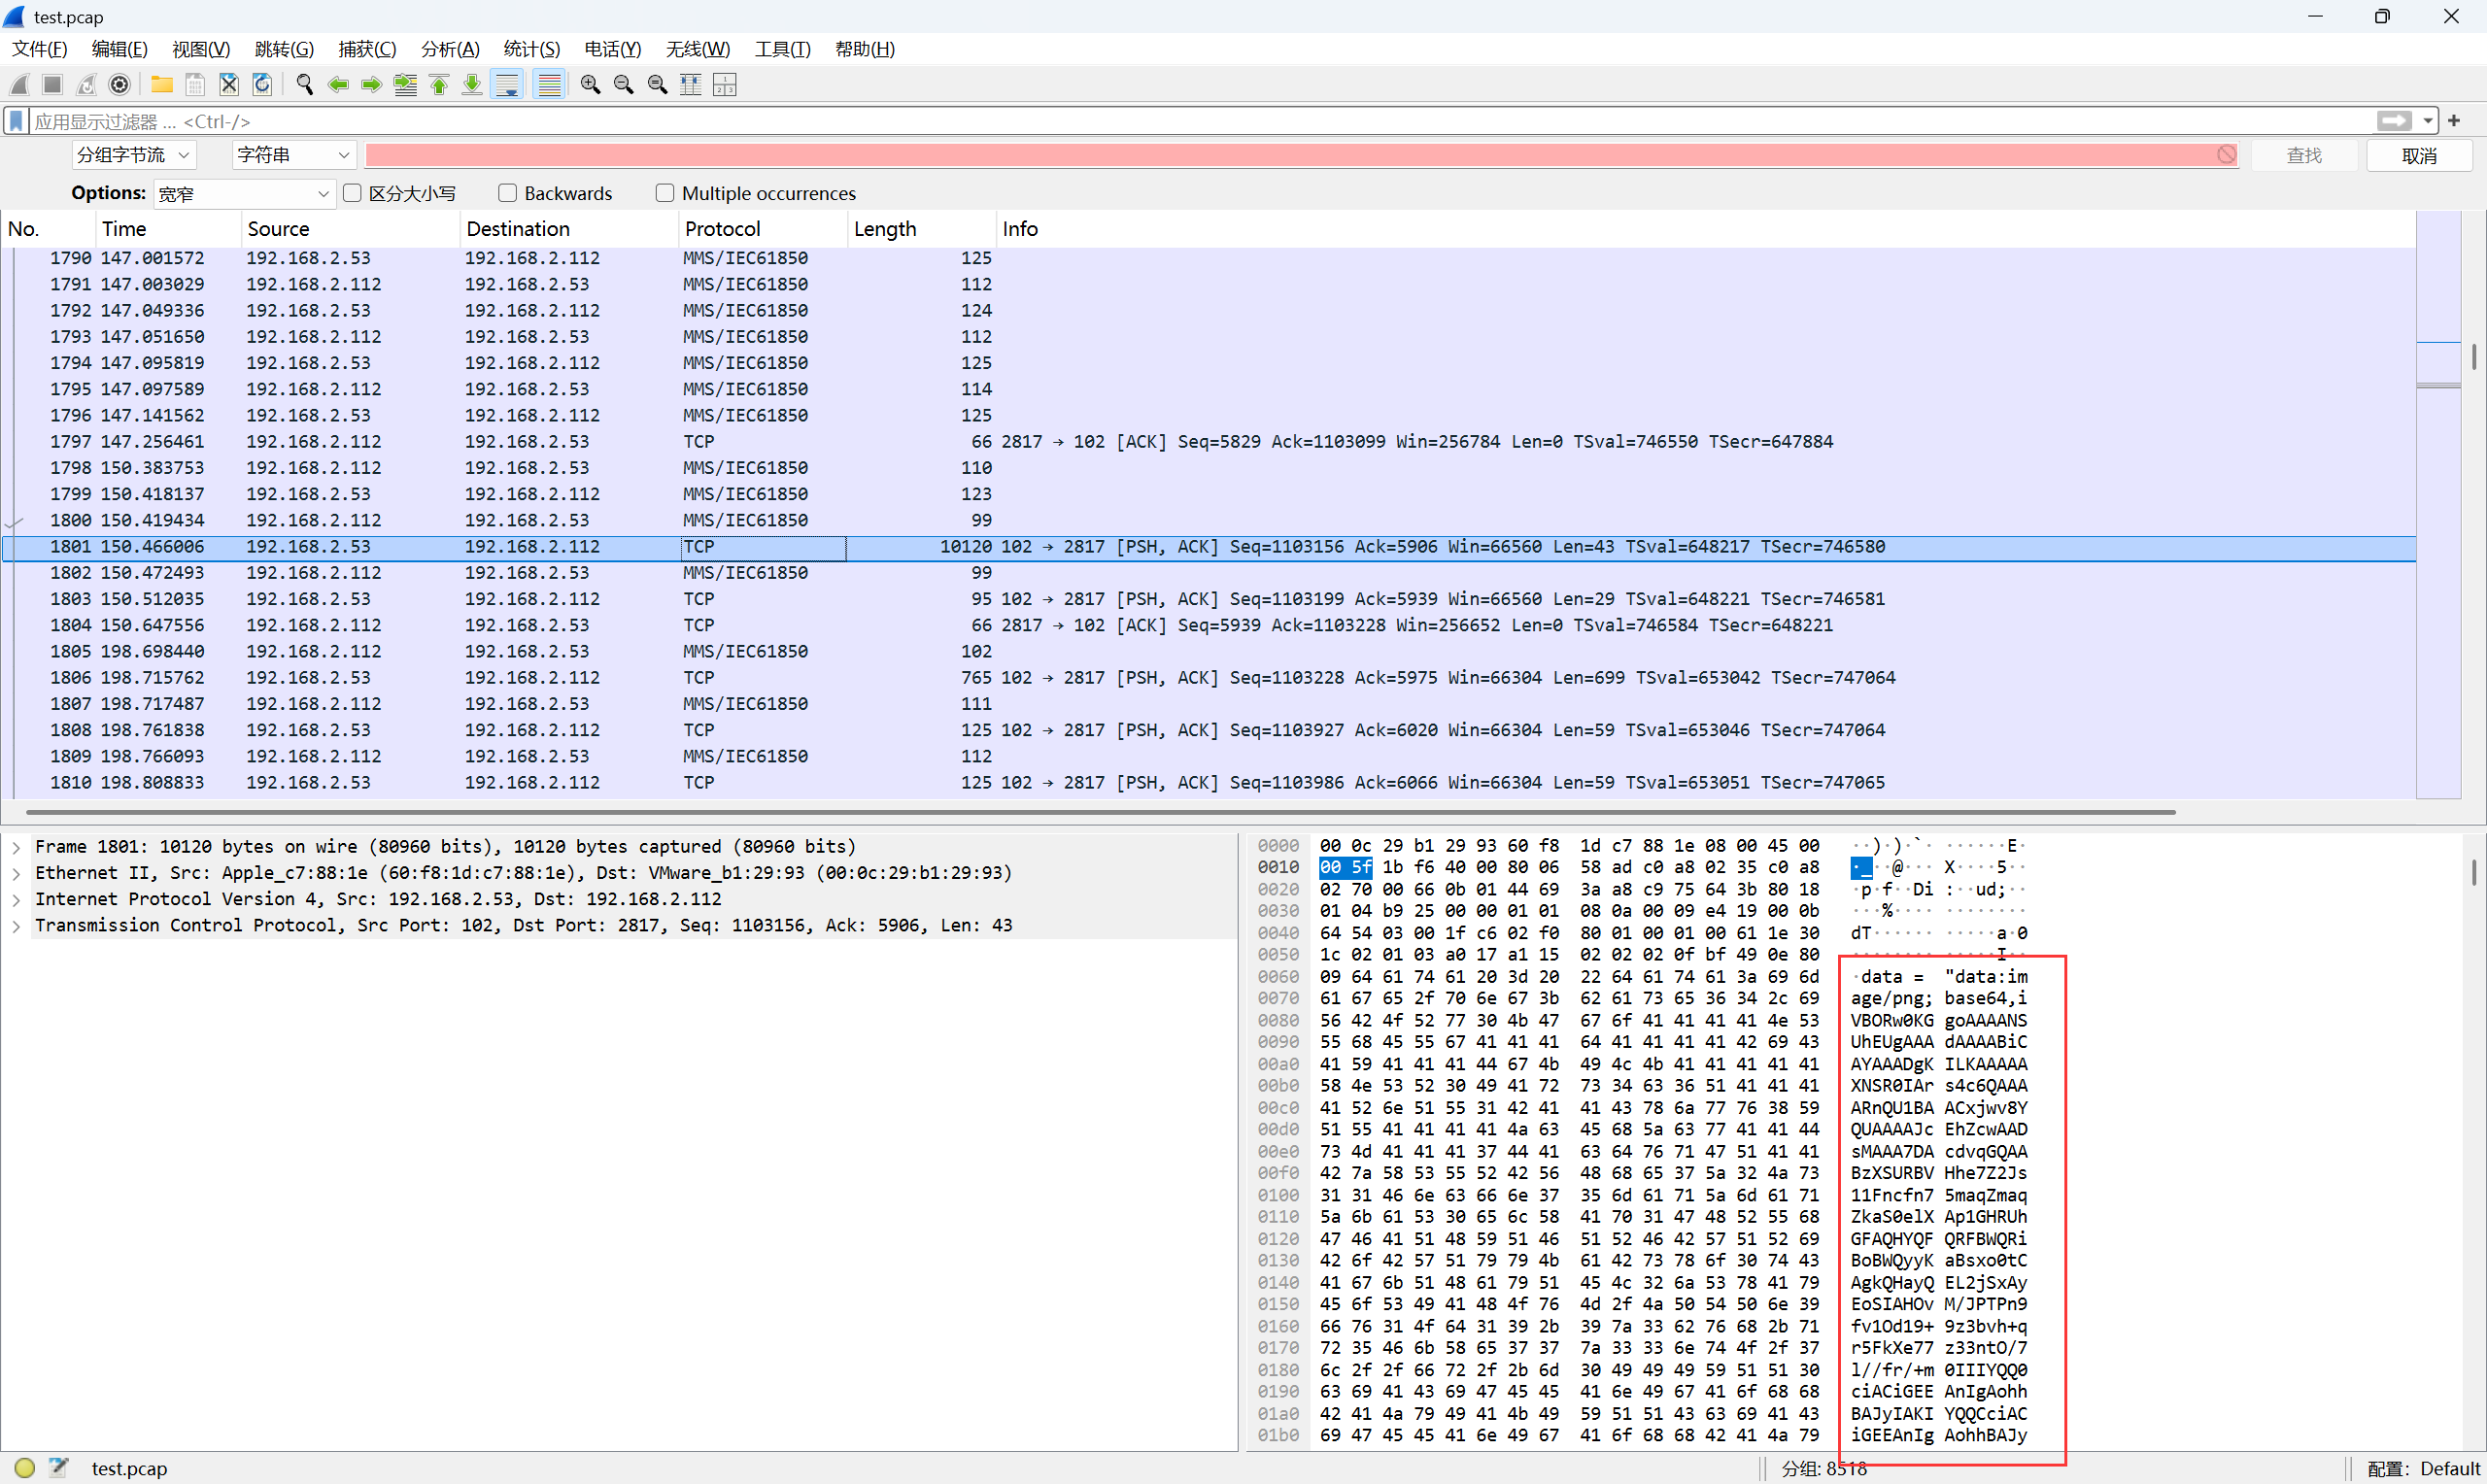 test.pcap
文件(F) 编辑(E) 视图(V) 跳转(G) 捕获(C) 分析(A) 统计(S) 电话(Y) 无线(W) 工具(T) 帮助(H)
应用显示过滤器 … <Ctrl-/>
分组字节流 字符串 查找 取消
Options: 宽窄 区分大小写 Backwards Multiple occurrences
No. Time Source Destination Protocol Length Info
1790 147.001572 192.168.2.53 192.168.2.112 MMS/IEC61850 125
1791 147.003029 192.168.2.112 192.168.2.53 MMS/IEC61850 112
1792 147.049336 192.168.2.53 192.168.2.112 MMS/IEC61850 124
1793 147.051650 192.168.2.112 192.168.2.53 MMS/IEC61850 112
1794 147.095819 192.168.2.53 192.168.2.112 MMS/IEC61850 125
1795 147.097589 192.168.2.112 192.168.2.53 MMS/IEC61850 114
1796 147.141562 192.168.2.53 192.168.2.112 MMS/IEC61850 125
1797 147.256461 192.168.2.112 192.168.2.53 TCP 66 2817 → 102 [ACK] Seq=5829 Ack=1103099 Win=256784 Len=0 TSval=746550 TSecr=647884
1798 150.383753 192.168.2.112 192.168.2.53 MMS/IEC61850 110
1799 150.418137 192.168.2.53 192.168.2.112 MMS/IEC61850 123
1800 150.419434 192.168.2.112 192.168.2.53 MMS/IEC61850 99
1801 150.466006 192.168.2.53 192.168.2.112 TCP 10120 102 → 2817 [PSH, ACK] Seq=1103156 Ack=5906 Win=66560 Len=43 TSval=648217 TSecr=746580
1802 150.472493 192.168.2.112 192.168.2.53 MMS/IEC61850 99
1803 150.512035 192.168.2.53 192.168.2.112 TCP 95 102 → 2817 [PSH, ACK] Seq=1103199 Ack=5939 Win=66560 Len=29 TSval=648221 TSecr=746581
1804 150.647556 192.168.2.112 192.168.2.53 TCP 66 2817 → 102 [ACK] Seq=5939 Ack=1103228 Win=256652 Len=0 TSval=746584 TSecr=648221
1805 198.698440 192.168.2.112 192.168.2.53 MMS/IEC61850 102
1806 198.715762 192.168.2.53 192.168.2.112 TCP 765 102 → 2817 [PSH, ACK] Seq=1103228 Ack=5975 Win=66304 Len=699 TSval=653042 TSecr=747064
1807 198.717487 192.168.2.112 192.168.2.53 MMS/IEC61850 111
1808 198.761838 192.168.2.53 192.168.2.112 TCP 125 102 → 2817 [PSH, ACK] Seq=1103927 Ack=6020 Win=66304 Len=59 TSval=653046 TSecr=747064
1809 198.766093 192.168.2.112 192.168.2.53 MMS/IEC61850 112
1810 198.808833 192.168.2.53 192.168.2.112 TCP 125 102 → 2817 [PSH, ACK] Seq=1103986 Ack=6066 Win=66304 Len=59 TSval=653051 TSecr=747065
Frame 1801: 10120 bytes on wire (80960 bits), 10120 bytes captured (80960 bits)
Ethernet II, Src: Apple_c7:88:1e (60:f8:1d:c7:88:1e), Dst: VMware_b1:29:93 (00:0c:29:b1:29:93)
Internet Protocol Version 4, Src: 192.168.2.53, Dst: 192.168.2.112
Transmission Control Protocol, Src Port: 102, Dst Port: 2817, Seq: 1103156, Ack: 5906, Len: 43
0000 00 0c 29 b1 29 93 60 f8 1d c7 88 1e 08 00 45 00 ··)·)·`· ······E·
0010 00 5f 1b f6 40 00 80 06 58 ad c0 a8 02 35 c0 a8 ·_··@··· X····5··
0020 02 70 00 66 0b 01 44 69 3a a8 c9 75 64 3b 80 18 ·p·f··Di :··ud;··
0030 01 04 b9 25 00 00 01 01 08 0a 00 09 e4 19 00 0b ···%···· ········
0040 64 54 03 00 1f c6 02 f0 80 01 00 01 00 61 1e 30 dT······ ·····a·0
0050 1c 02 01 03 a0 17 a1 15 02 02 02 0f bf 49 0e 80 ········ ·····I··
0060 09 64 61 74 61 20 3d 20 22 64 61 74 61 3a 69 6d ·data = "data:im
0070 61 67 65 2f 70 6e 67 3b 62 61 73 65 36 34 2c 69 age/png; base64,i
0080 56 42 4f 52 77 30 4b 47 67 6f 41 41 41 41 4e 53 VBORw0KG goAAAANS
0090 55 68 45 55 67 41 41 41 64 41 41 41 41 42 69 43 UhEUgAAA dAAAABiC
00a0 41 59 41 41 41 44 67 4b 49 4c 4b 41 41 41 41 41 AYAAADgK ILKAAAAA
00b0 58 4e 53 52 30 49 41 72 73 34 63 36 51 41 41 41 XNSR0IAr s4c6QAAA
00c0 41 52 6e 51 55 31 42 41 41 43 78 6a 77 76 38 59 ARnQU1BA ACxjwv8Y
00d0 51 55 41 41 41 41 4a 63 45 68 5a 63 77 41 41 44 QUAAAAJc EhZcwAAD
00e0 73 4d 41 41 41 37 44 41 63 64 76 71 47 51 41 41 sMAAA7DA cdvqGQAA
00f0 42 7a 58 53 55 52 42 56 48 68 65 37 5a 32 4a 73 BzXSURBV Hhe7Z2Js
0100 31 31 46 6e 63 66 6e 37 35 6d 61 71 5a 6d 61 71 11Fncfn7 5maqZmaq
0110 5a 6b 61 53 30 65 6c 58 41 70 31 47 48 52 55 68 ZkaS0elX Ap1GHRUh
0120 47 46 41 51 48 59 51 46 51 52 46 42 57 51 52 69 GFAQHYQF QRFBWQRi
0130 42 6f 42 57 51 79 79 4b 61 42 73 78 6f 30 74 43 BoBWQyyK aBsxo0tC
0140 41 67 6b 51 48 61 79 51 45 4c 32 6a 53 78 41 79 AgkQHayQ EL2jSxAy
0150 45 6f 53 49 41 48 4f 76 4d 2f 4a 50 54 50 6e 39 EoSIAHOv M/JPTPn9
0160 66 76 31 4f 64 31 39 2b 39 7a 33 62 76 68 2b 71 fv1Od19+ 9z3bvh+q
0170 72 35 46 6b 58 65 37 37 7a 33 33 6e 74 4f 2f 37 r5FkXe77 z33ntO/7
0180 6c 2f 2f 66 72 2f 2b 6d 30 49 49 49 59 51 51 30 l//fr/+m 0IIIYQQ0
0190 63 69 41 43 69 47 45 45 41 6e 49 67 41 6f 68 68 ciACiGEE AnIgAohh
01a0 42 41 4a 79 49 41 4b 49 59 51 51 43 63 69 41 43 BAJyIAKI YQQCciAC
01b0 69 47 45 45 41 6e 49 67 41 6f 68 68 42 41 4a 79 iGEEAnIg AohhBAJy
test.pcap 分组: 8518 配置: Default